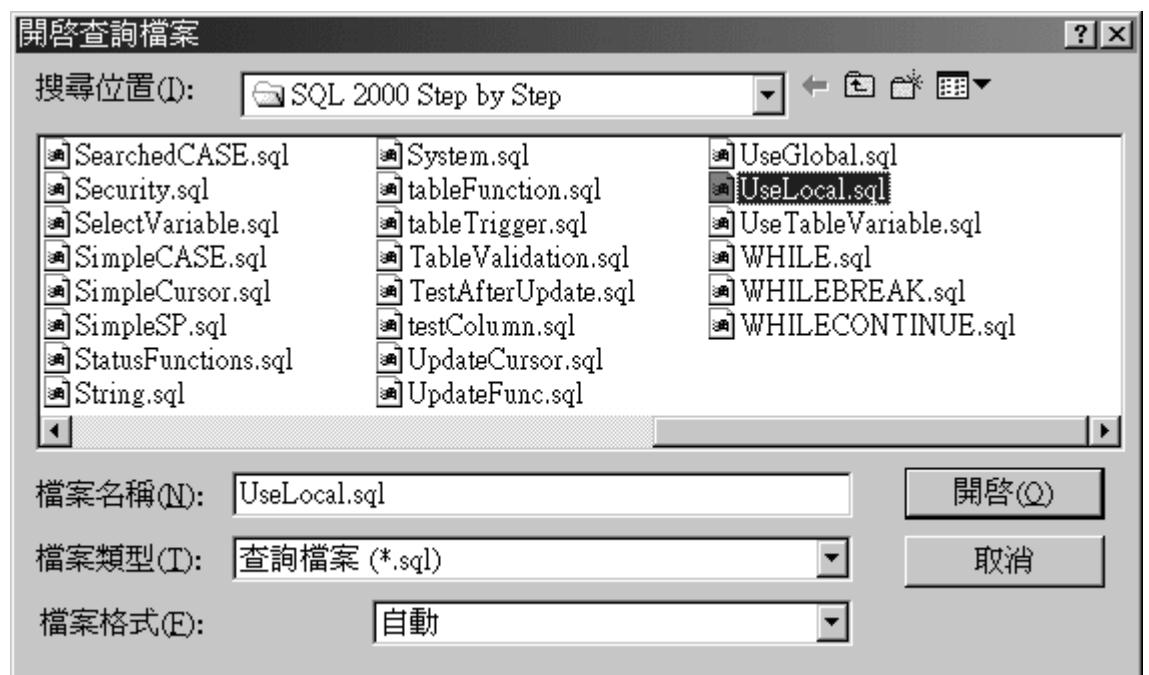 開啓查詢檔案
搜尋位置(I):
SQL 2000 Step by Step
SearchedCASE.sql
Security.sql
SelectVariable.sql
SimpleCASE.sql
SimpleCursor.sql
SimpleSP.sql
StatusFunctions.sql
String.sql
System.sql
tableFunction.sql
tableTrigger.sql
TableValidation.sql
TestAfterUpdate.sql
testColumn.sql
UpdateCursor.sql
UpdateFunc.sql
UseGlobal.sql
UseLocal.sql
UseTableVariable.sql
WHILE.sql
WHILEBREAK.sql
WHILECONTINUE.sql
檔案名稱(N):
UseLocal.sql
開啓(O)
檔案類型(T):
查詢檔案 (*.sql)
取消
檔案格式(F):
自動